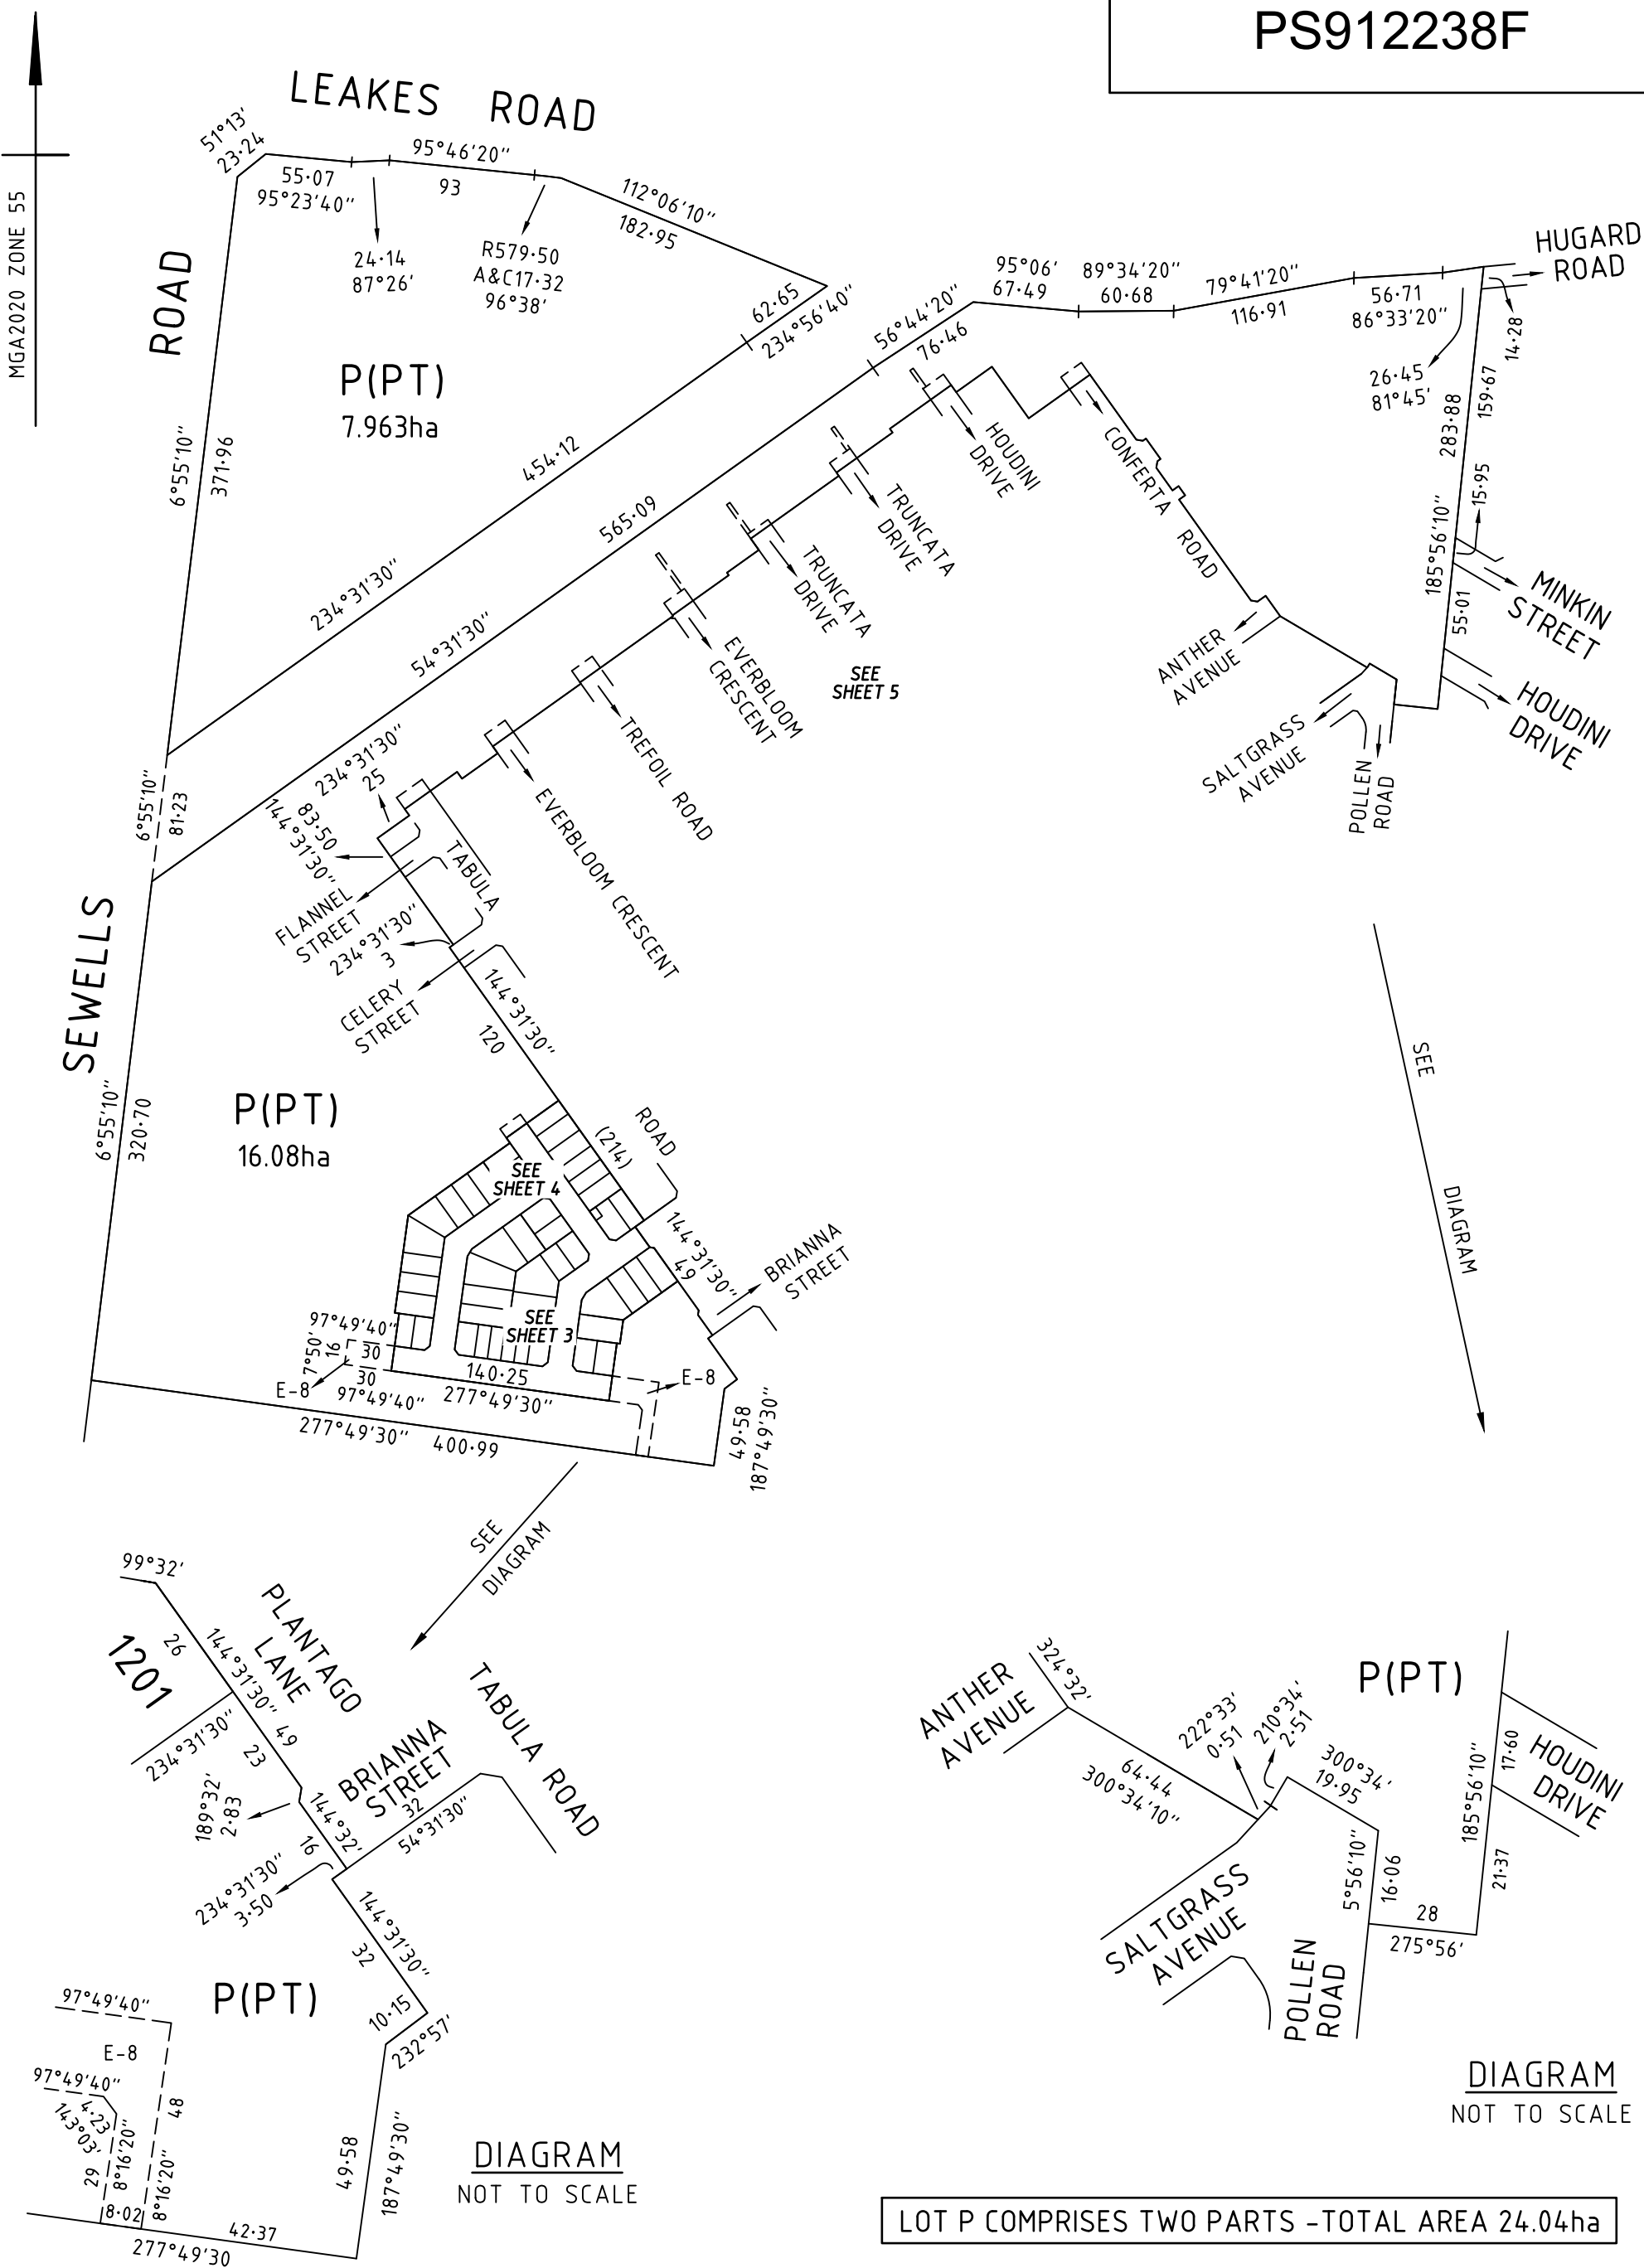 PS912238F
MGA2020 ZONE 55
LEAKES ROAD
51°13'
23·24
55·07
95°23'40"
95°46'20"
93
24·14
87°26'
R579·50
A&C17·32
96°38'
112°06'10"
182·95
62·65
234°56'40"
ROAD
P(PT)
7.963ha
6°55'10"
371·96
454·12
234°31'30"
565·09
54°31'30"
56°44'20"
76·46
95°06'
67·49
89°34'20"
60·68
79°41'20"
116·91
56·71
86°33'20"
26·45
81°45'
HUGARD
ROAD
14·28
159·67
283·88
15·95
185°56'10"
55·01
MINKIN
STREET
HOUDINI
DRIVE
HOUDINI
DRIVE
CONFERTA ROAD
TRUNCATA
DRIVE
TRUNCATA
DRIVE
EVERBLOOM
CRESCENT
SEE
SHEET 5
ANTHER
AVENUE
SALTGRASS
AVENUE
POLLEN
ROAD
TREFOIL ROAD
EVERBLOOM CRESCENT
6°55'10"
81·23
234°31'30"
25
83·50
144°31'30"
FLANNEL
STREET
TABULA
234°31'30"
3
CELERY
STREET
144°31'30"
120
SEWELLS
6°55'10"
320·70
P(PT)
16.08ha
(214)
ROAD
SEE
SHEET 4
144°31'30"
49
BRIANNA
STREET
SEE
SHEET 3
97°49'40"
7°50'
16
30
30
E-8
97°49'40"
140·25
277°49'30"
E-8
277°49'30" 400·99
49·58
187°49'30"
SEE
DIAGRAM
SEE
DIAGRAM
99°32'
1201
26
144°31'30"
49
PLANTAGO
LANE
TABULA ROAD
234°31'30"
23
BRIANNA
STREET
189°32'
2·83
144°32'
16
32
54°31'30"
234°31'30"
3·50
144°31'30"
32
P(PT)
10·15
232°57'
97°49'40"
E-8
97°49'40"
4·23
143°03'
48
8°16'20"
29
8°16'20"
8·02
42·37
277°49'30
49·58
187°49'30"
DIAGRAM
NOT TO SCALE
ANTHER
AVENUE
324°32'
64·44
300°34'10"
222°33'
0·51
210°34'
2·51
300°34'
19·95
P(PT)
185°56'10"
17·60
HOUDINI
DRIVE
21·37
5°56'10"
16·06
28
275°56'
SALTGRASS
AVENUE
POLLEN
ROAD
DIAGRAM
NOT TO SCALE
LOT P COMPRISES TWO PARTS -TOTAL AREA 24.04ha